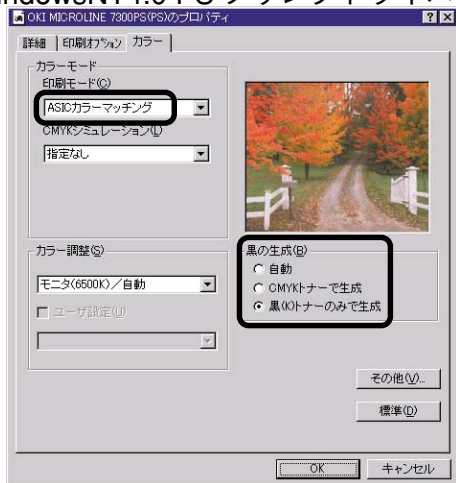 OKI MICROLINE 7300PS(PS)のプロパティ
詳細 印刷オプション カラー
カラーモード
印刷モード(C)
ASICカラーマッチング
CMYKシミュレーション(L)
指定なし
カラー調整(S)
モニタ(6500K)／自動
ユーザ設定(U)
黒の生成(B)
自動
CMYKトナーで生成
黒(K)トナーのみで生成
その他(V)...
標準(D)
OK キャンセル